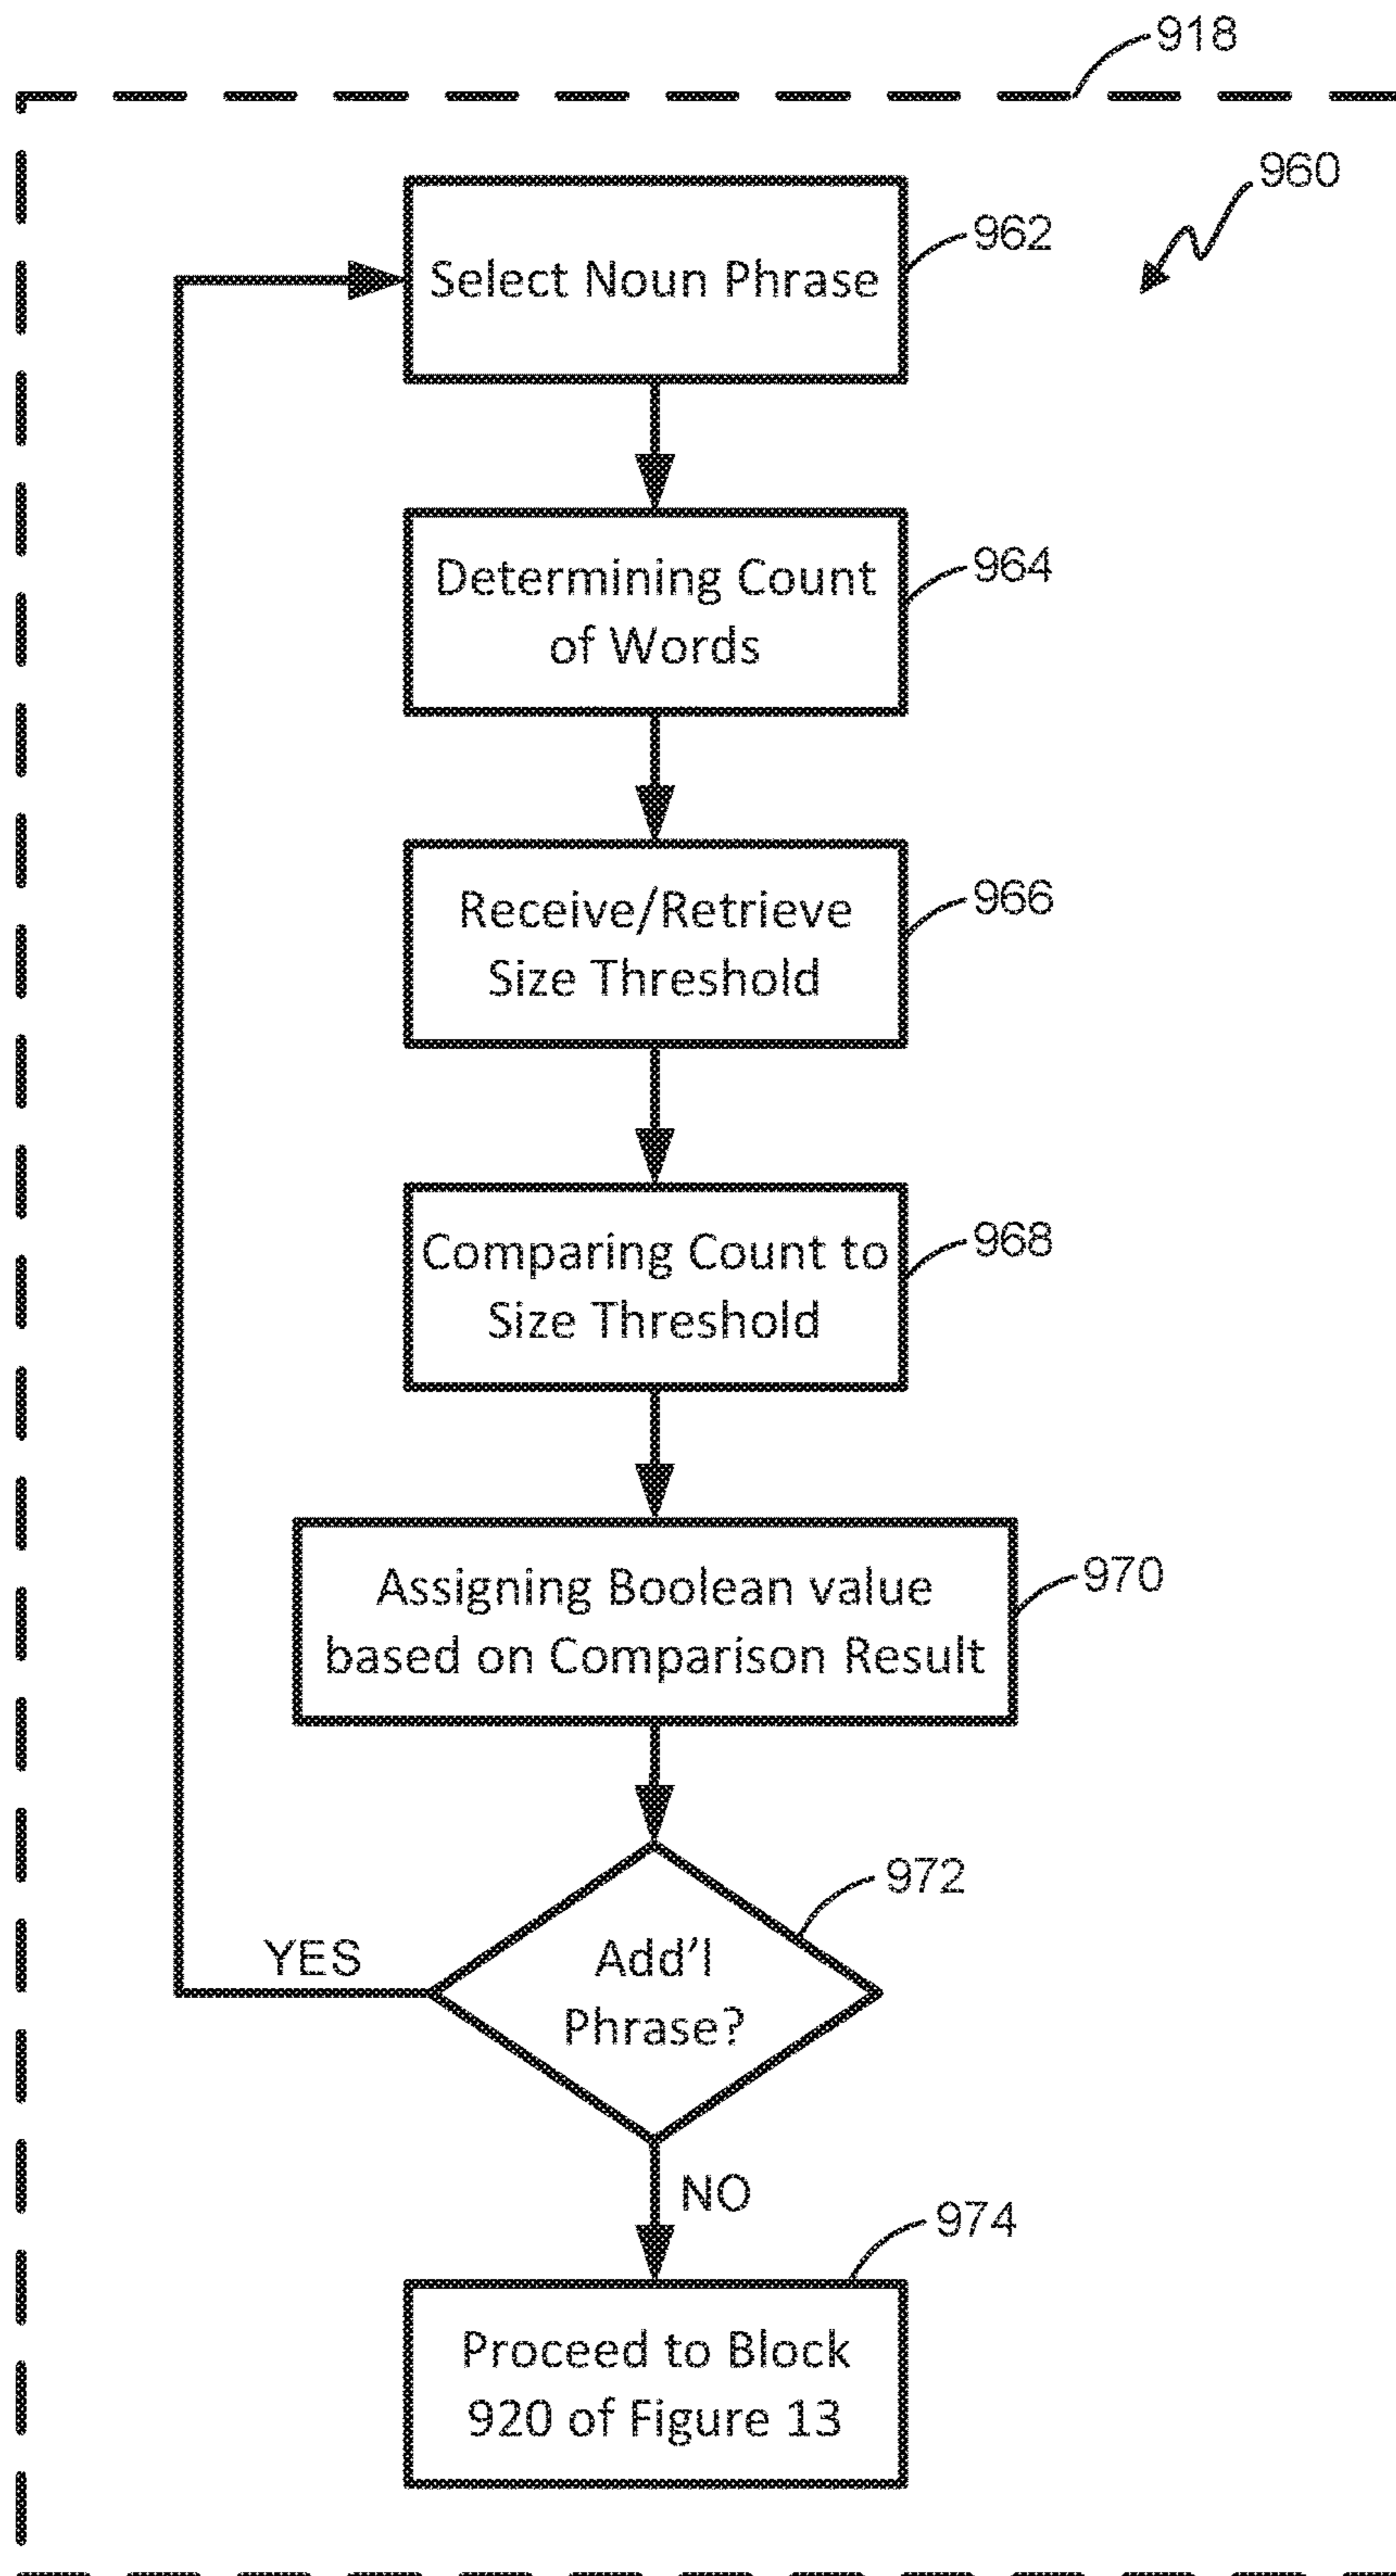 918
960
Select Noun Phrase
962
Determining Count
of Words
964
Receive/Retrieve
Size Threshold
966
Comparing Count to
Size Threshold
968
Assigning Boolean value
based on Comparison Result
970
972
Add'l
Phrase?
YES
NO
974
Proceed to Block
920 of Figure 13